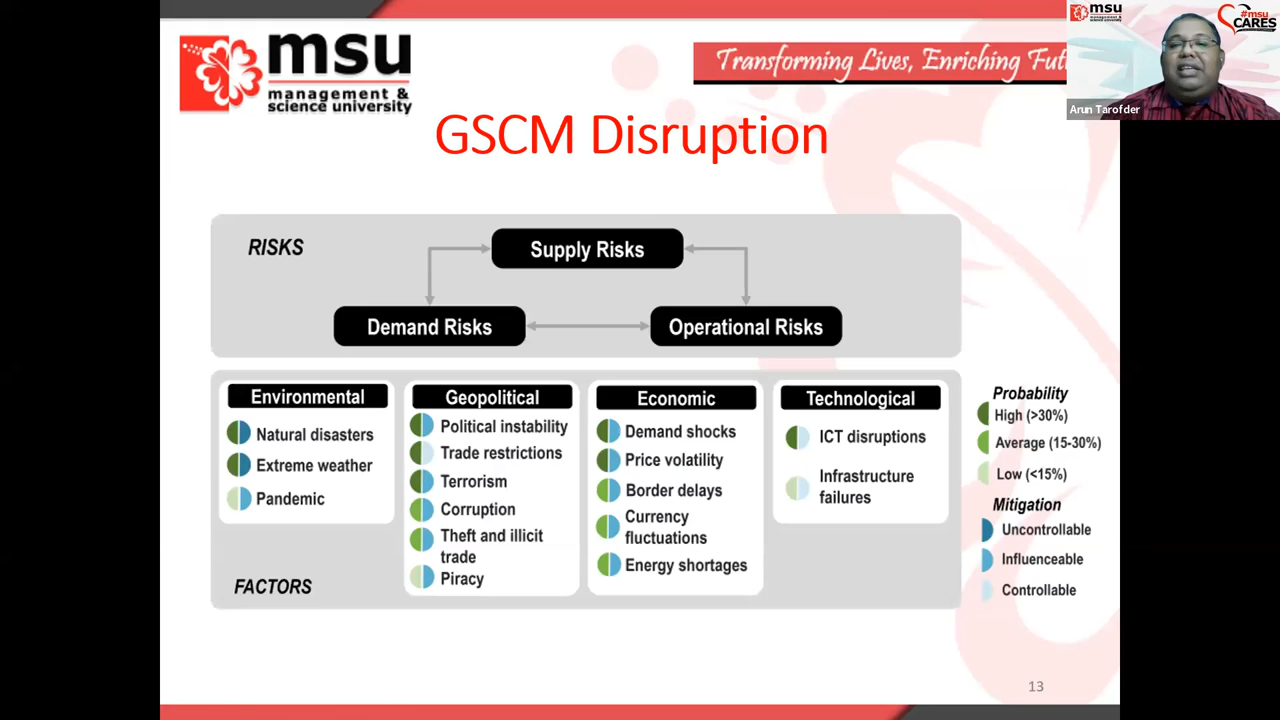 msu
management &
science university
Transforming Lives, Enriching Fut
msu
management &
science university
#msu
CARES
Arun Tarofder
GSCM Disruption
RISKS
Supply Risks
Demand Risks
Operational Risks
Environmental
Natural disasters
Extreme weather
Pandemic
Geopolitical
Political instability
Trade restrictions
Terrorism
Corruption
Theft and illicit
trade
Piracy
Economic
Demand shocks
Price volatility
Border delays
Currency
fluctuations
Energy shortages
Technological
ICT disruptions
Infrastructure
failures
FACTORS
Probability
High (>30%)
Average (15-30%)
Low (<15%)
Mitigation
Uncontrollable
Influenceable
Controllable
13